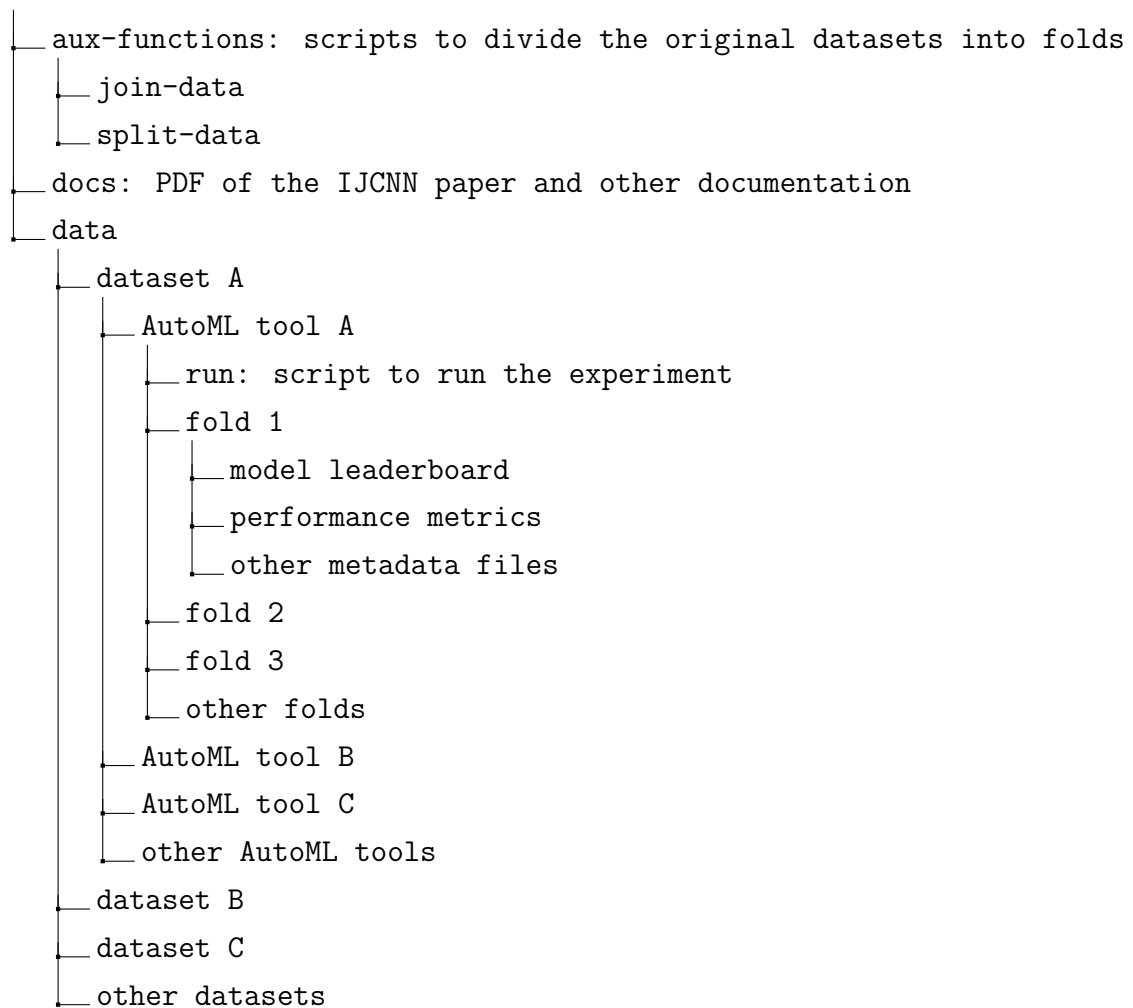 aux-functions: scripts to divide the original datasets into folds
join-data
split-data
docs: PDF of the IJCNN paper and other documentation
data
dataset A
AutoML tool A
run: script to run the experiment
fold 1
model leaderboard
performance metrics
other metadata files
fold 2
fold 3
other folds
AutoML tool B
AutoML tool C
other AutoML tools
dataset B
dataset C
other datasets